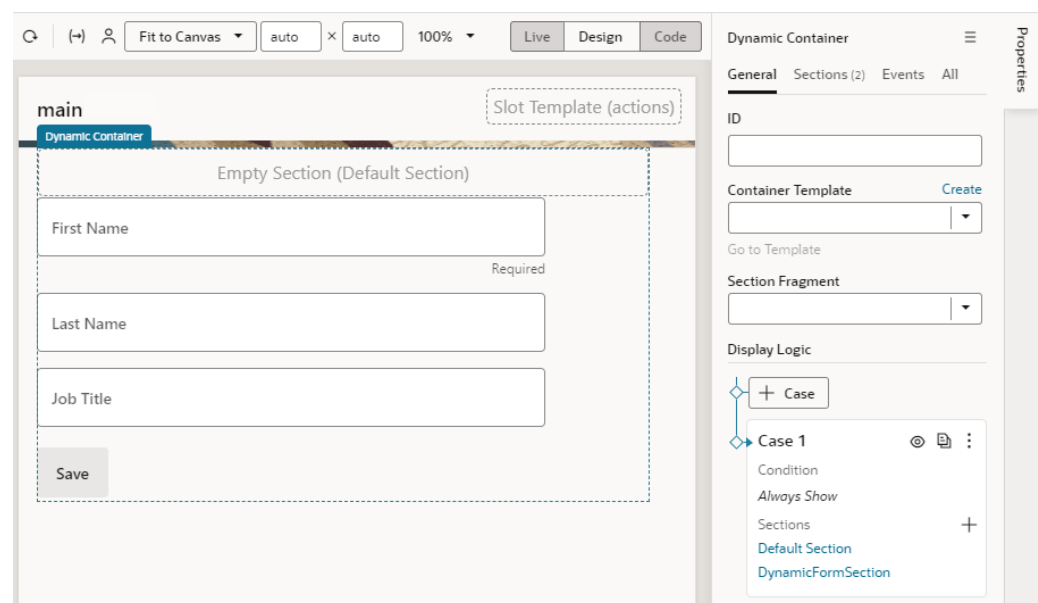 (→) Fit to Canvas auto × auto 100% Live Design Code
main
Slot Template (actions)
Dynamic Container
Empty Section (Default Section)
First Name
Required
Last Name
Job Title
Save
Dynamic Container
General Sections (2) Events All
ID
Container Template Create
Go to Template
Section Fragment
Display Logic
+ Case
Case 1
Condition
Always Show
Sections +
Default Section
DynamicFormSection
Properties